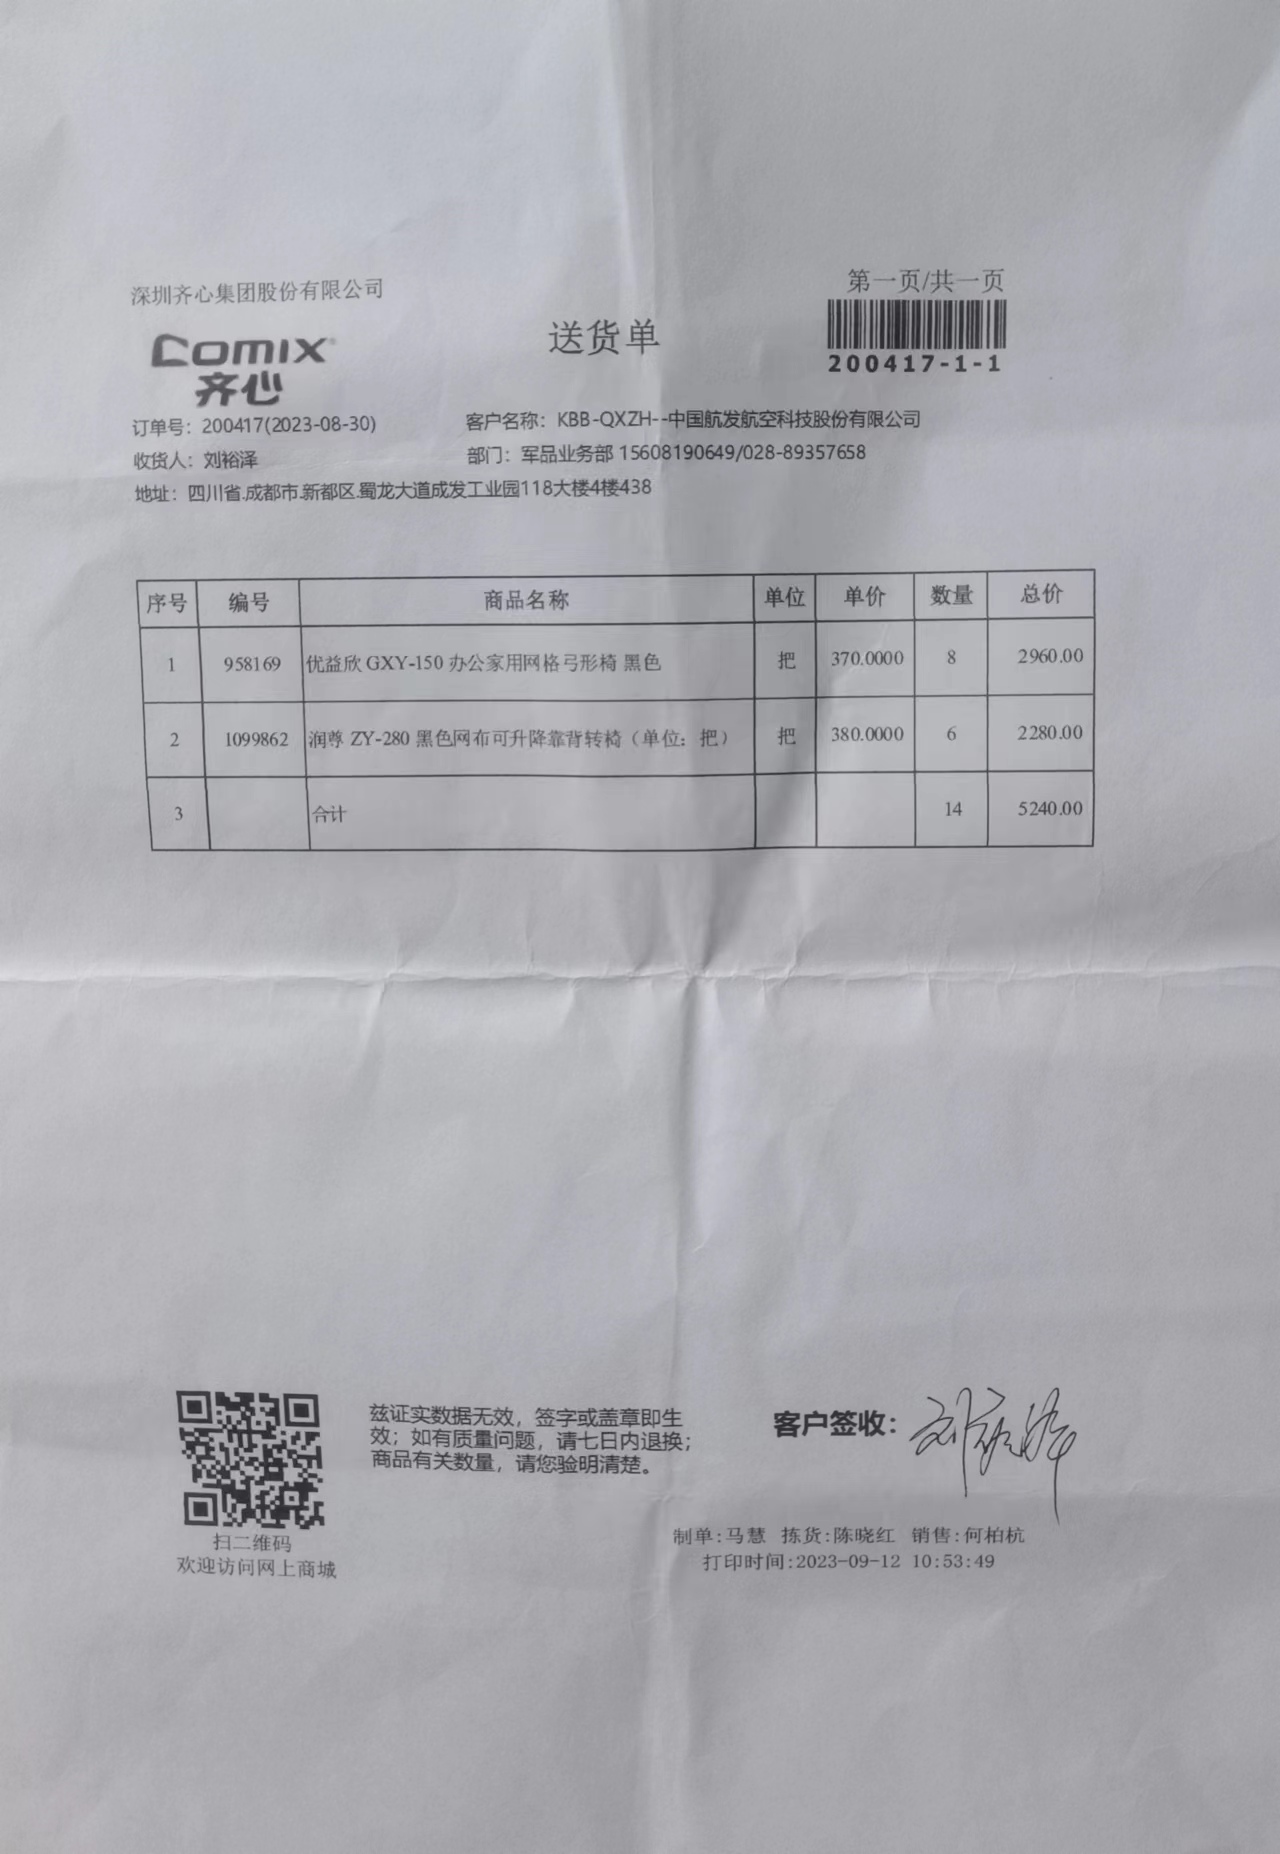 深圳齐心集团股份有限公司
第一页/共一页
comix
齐心
送货单
200417-1-1
订单号：200417(2023-08-30)
客户名称：KBB-QXZH--中国航发航空科技股份有限公司
收货人：刘裕泽
部门：军品业务部 15608190649/028-89357658
地址：四川省.成都市.新都区.蜀龙大道成发工业园118大楼4楼438
序号 编号 商品名称 单位 单价 数量 总价
1 958169 优益欣 GXY-150 办公家用网格弓形椅 黑色 把 370.0000 8 2960.00
2 1099862 润尊 ZY-280 黑色网布可升降靠背转椅（单位：把） 把 380.0000 6 2280.00
3 合计 14 5240.00
兹证实数据无效，签字或盖章即生
效；如有质量问题，请七日内退换；
商品有关数量，请您验明清楚。
客户签收：刘裕泽
扫二维码
欢迎访问网上商城
制单:马慧 拣货:陈晓红 销售:何柏杭
打印时间:2023-09-12 10:53:49